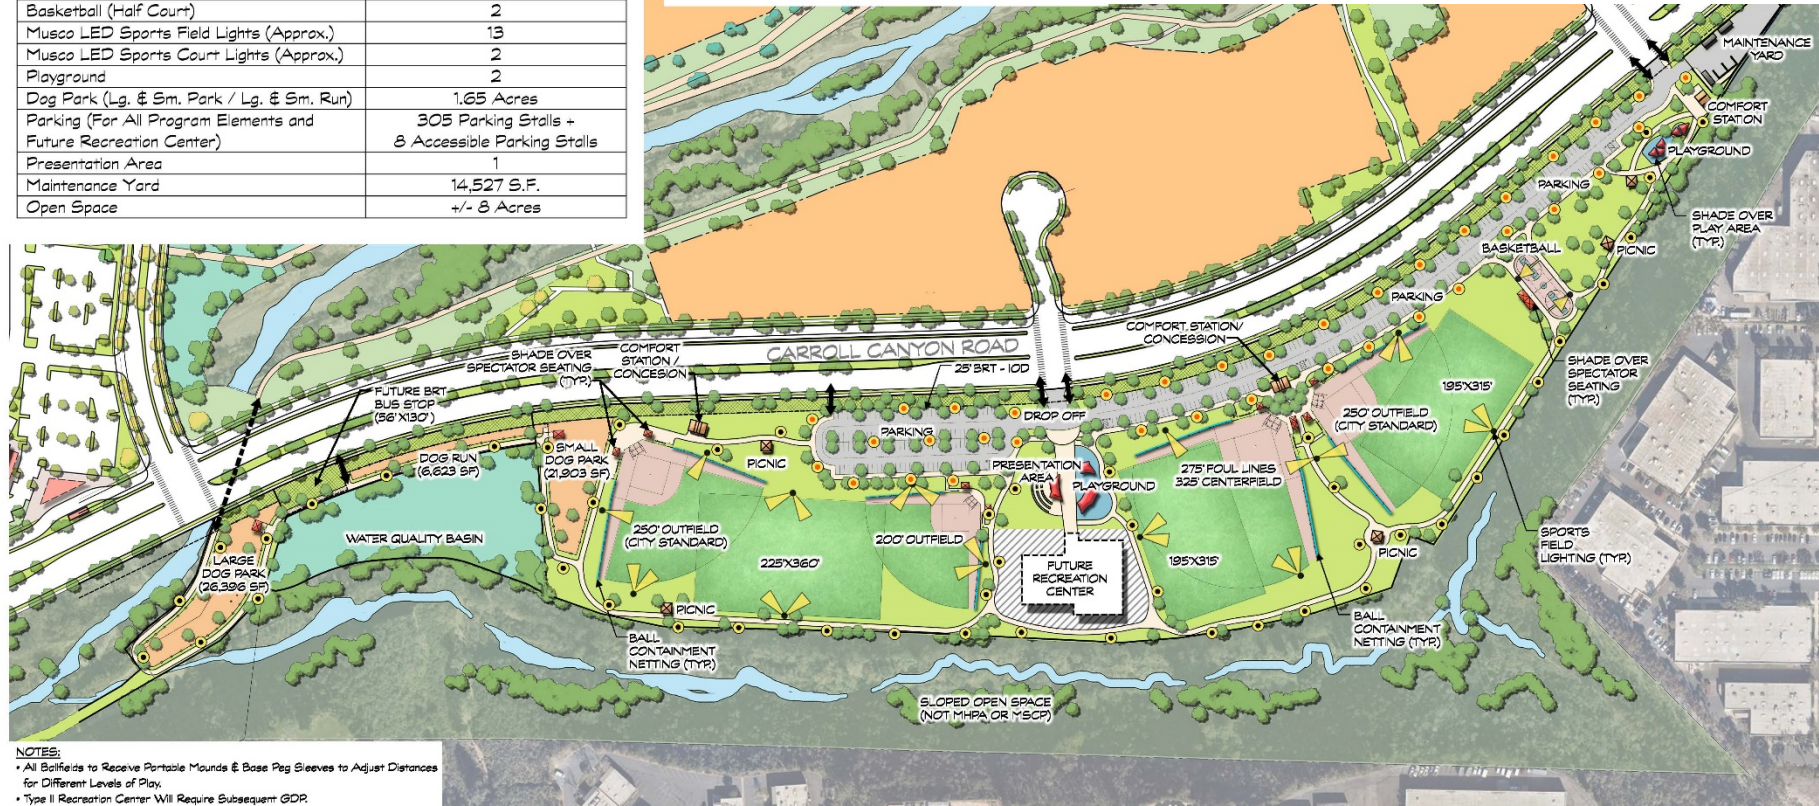 Basketball (Half Court) 2
Musco LED Sports Field Lights (Approx.) 13
Musco LED Sports Court Lights (Approx.) 2
Playground 2
Dog Park (Lg. & Sm. Park / Lg. & Sm. Run) 1.65 Acres
Parking (For All Program Elements and
Future Recreation Center)
305 Parking Stalls +
8 Accessible Parking Stalls
Presentation Area 1
Maintenance Yard 14,527 S.F.
Open Space +/- 8 Acres
MAINTENANCE
YARD
COMFORT
STATION
PLAYGROUND
PARKING
SHADE OVER
PLAY AREA
(TYP.)
PICNIC
BASKETBALL
PARKING
COMFORT STATION/
CONCESSION
CARROLL CANYON ROAD
25' BRT - IOD
SHADE OVER
SPECTATOR SEATING
(TYP.)
COMFORT
STATION /
CONCESION
FUTURE BRT
BUS STOP
(56'X130')
SHADE OVER
SPECTATOR
SEATING
(TYP.)
195'X315'
250' OUTFIELD
(CITY STANDARD)
DROP OFF
PARKING
DOG RUN
(6,623 SF)
SMALL
DOG PARK
(21,903 SF)
PICNIC
PRESENTATION
AREA
PLAYGROUND
275' FOUL LINES
325' CENTERFIELD
250' OUTFIELD
(CITY STANDARD)
200' OUTFIELD
WATER QUALITY BASIN
LARGE
DOG PARK
(26,396 SF)
225'X360'
FUTURE
RECREATION
CENTER
195'X315'
PICNIC
SPORTS
FIELD
LIGHTING (TYP.)
PICNIC
BALL
CONTAINMENT
NETTING (TYP.)
BALL
CONTAINMENT
NETTING (TYP.)
SLOPED OPEN SPACE
(NOT MHPA OR MSCP)
NOTES:
• All Ballfields to Receive Portable Mounds & Base Peg Sleeves to Adjust Distances
for Different Levels of Play.
• Type II Recreation Center Will Require Subsequent GDP.